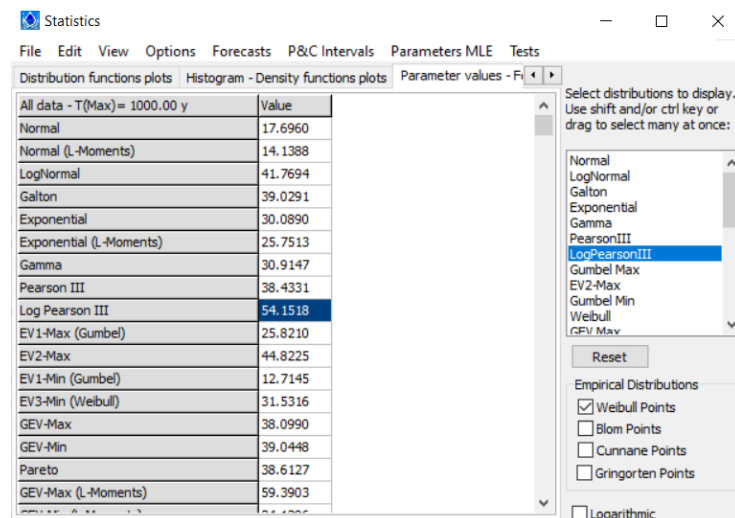 Statistics
File Edit View Options Forecasts P&C Intervals Parameters MLE Tests
Distribution functions plots Histogram - Density functions plots Parameter values - F
All data - T(Max)= 1000.00 y Value
Normal 17.6960
Normal (L-Moments) 14.1388
LogNormal 41.7694
Galton 39.0291
Exponential 30.0890
Exponential (L-Moments) 25.7513
Gamma 30.9147
Pearson III 38.4331
Log Pearson III 54.1518
EV1-Max (Gumbel) 25.8210
EV2-Max 44.8225
EV1-Min (Gumbel) 12.7145
EV3-Min (Weibull) 31.5316
GEV-Max 38.0990
GEV-Min 39.0448
Pareto 38.6127
GEV-Max (L-Moments) 59.3903
Select distributions to display.
Use shift and/or ctrl key or
drag to select many at once:
Normal
LogNormal
Galton
Exponential
Gamma
PearsonIII
LogPearsonIII
Gumbel Max
EV2-Max
Gumbel Min
Weibull
GEV Max
Reset
Empirical Distributions
Weibull Points
Blom Points
Cunnane Points
Gringorten Points
Logarithmic